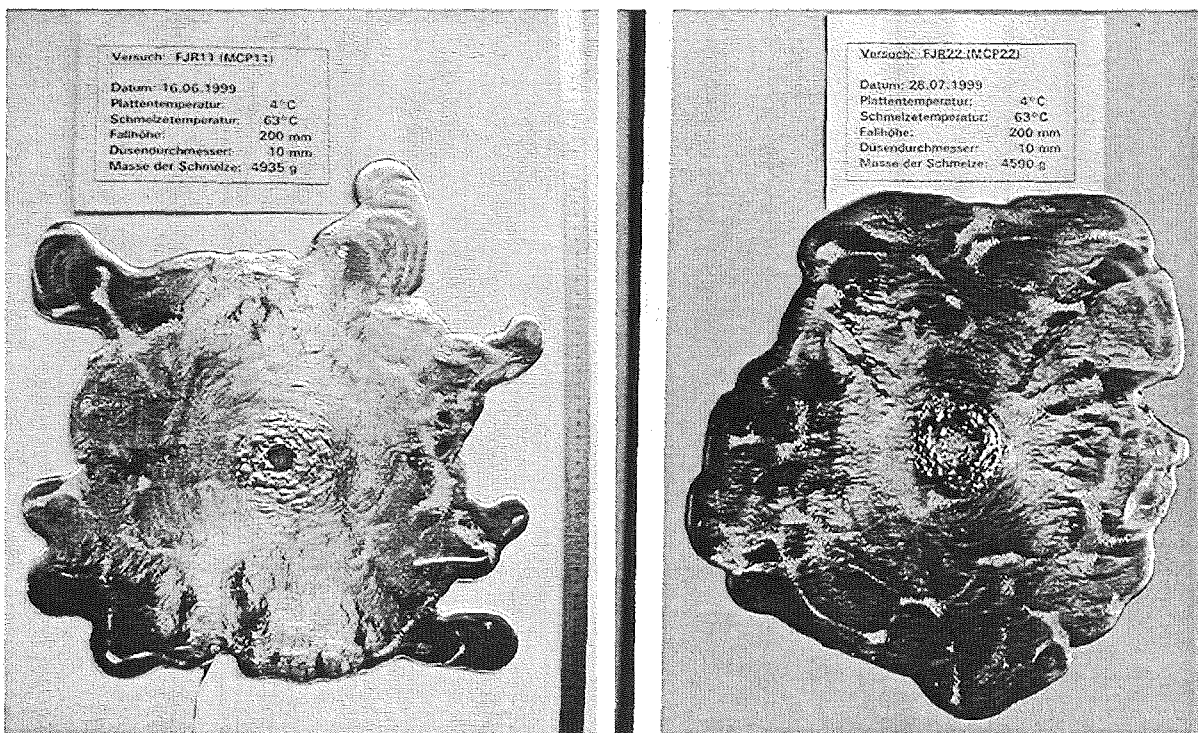 Versuch: FJR11 (MCP11)
Datum: 16.06.1999
Plattentemperatur: 4°C
Schmelzetemperatur: 63°C
Fallhöhe: 200 mm
Dusendurchmesser: 10 mm
Masse der Schmelze: 4935 g
Versuch: FJR22 (MCP22)
Datum: 28.07.1999
Plattentemperatur: 4°C
Schmelzetemperatur: 63°C
Fallhöhe: 200 mm
Dusendurchmesser: 10 mm
Masse der Schmelze: 4590 g